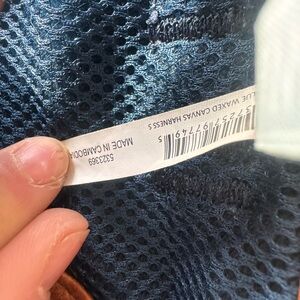 LUE WAXED CANVAS HARNESS S
5323369
MADE IN CAMBODIA